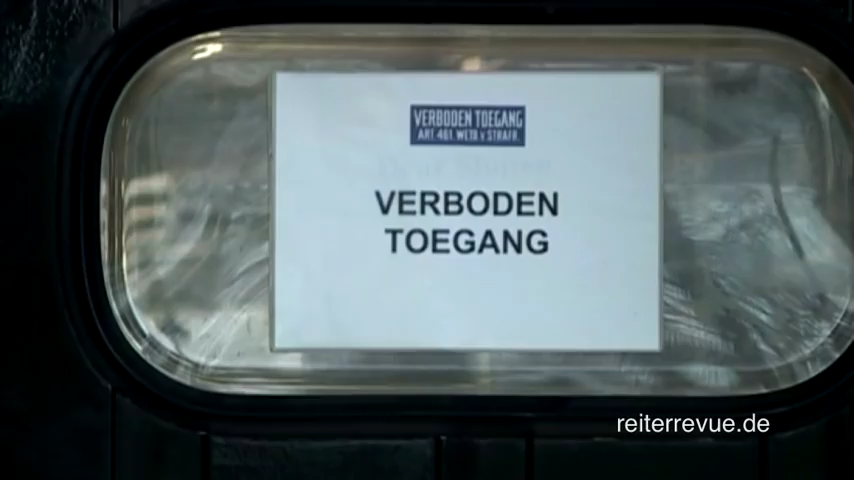 VERBODEN TOEGANG
ART. 461 WETB. v STRAFR.
VERBODEN
TOEGANG
reiterrevue.de